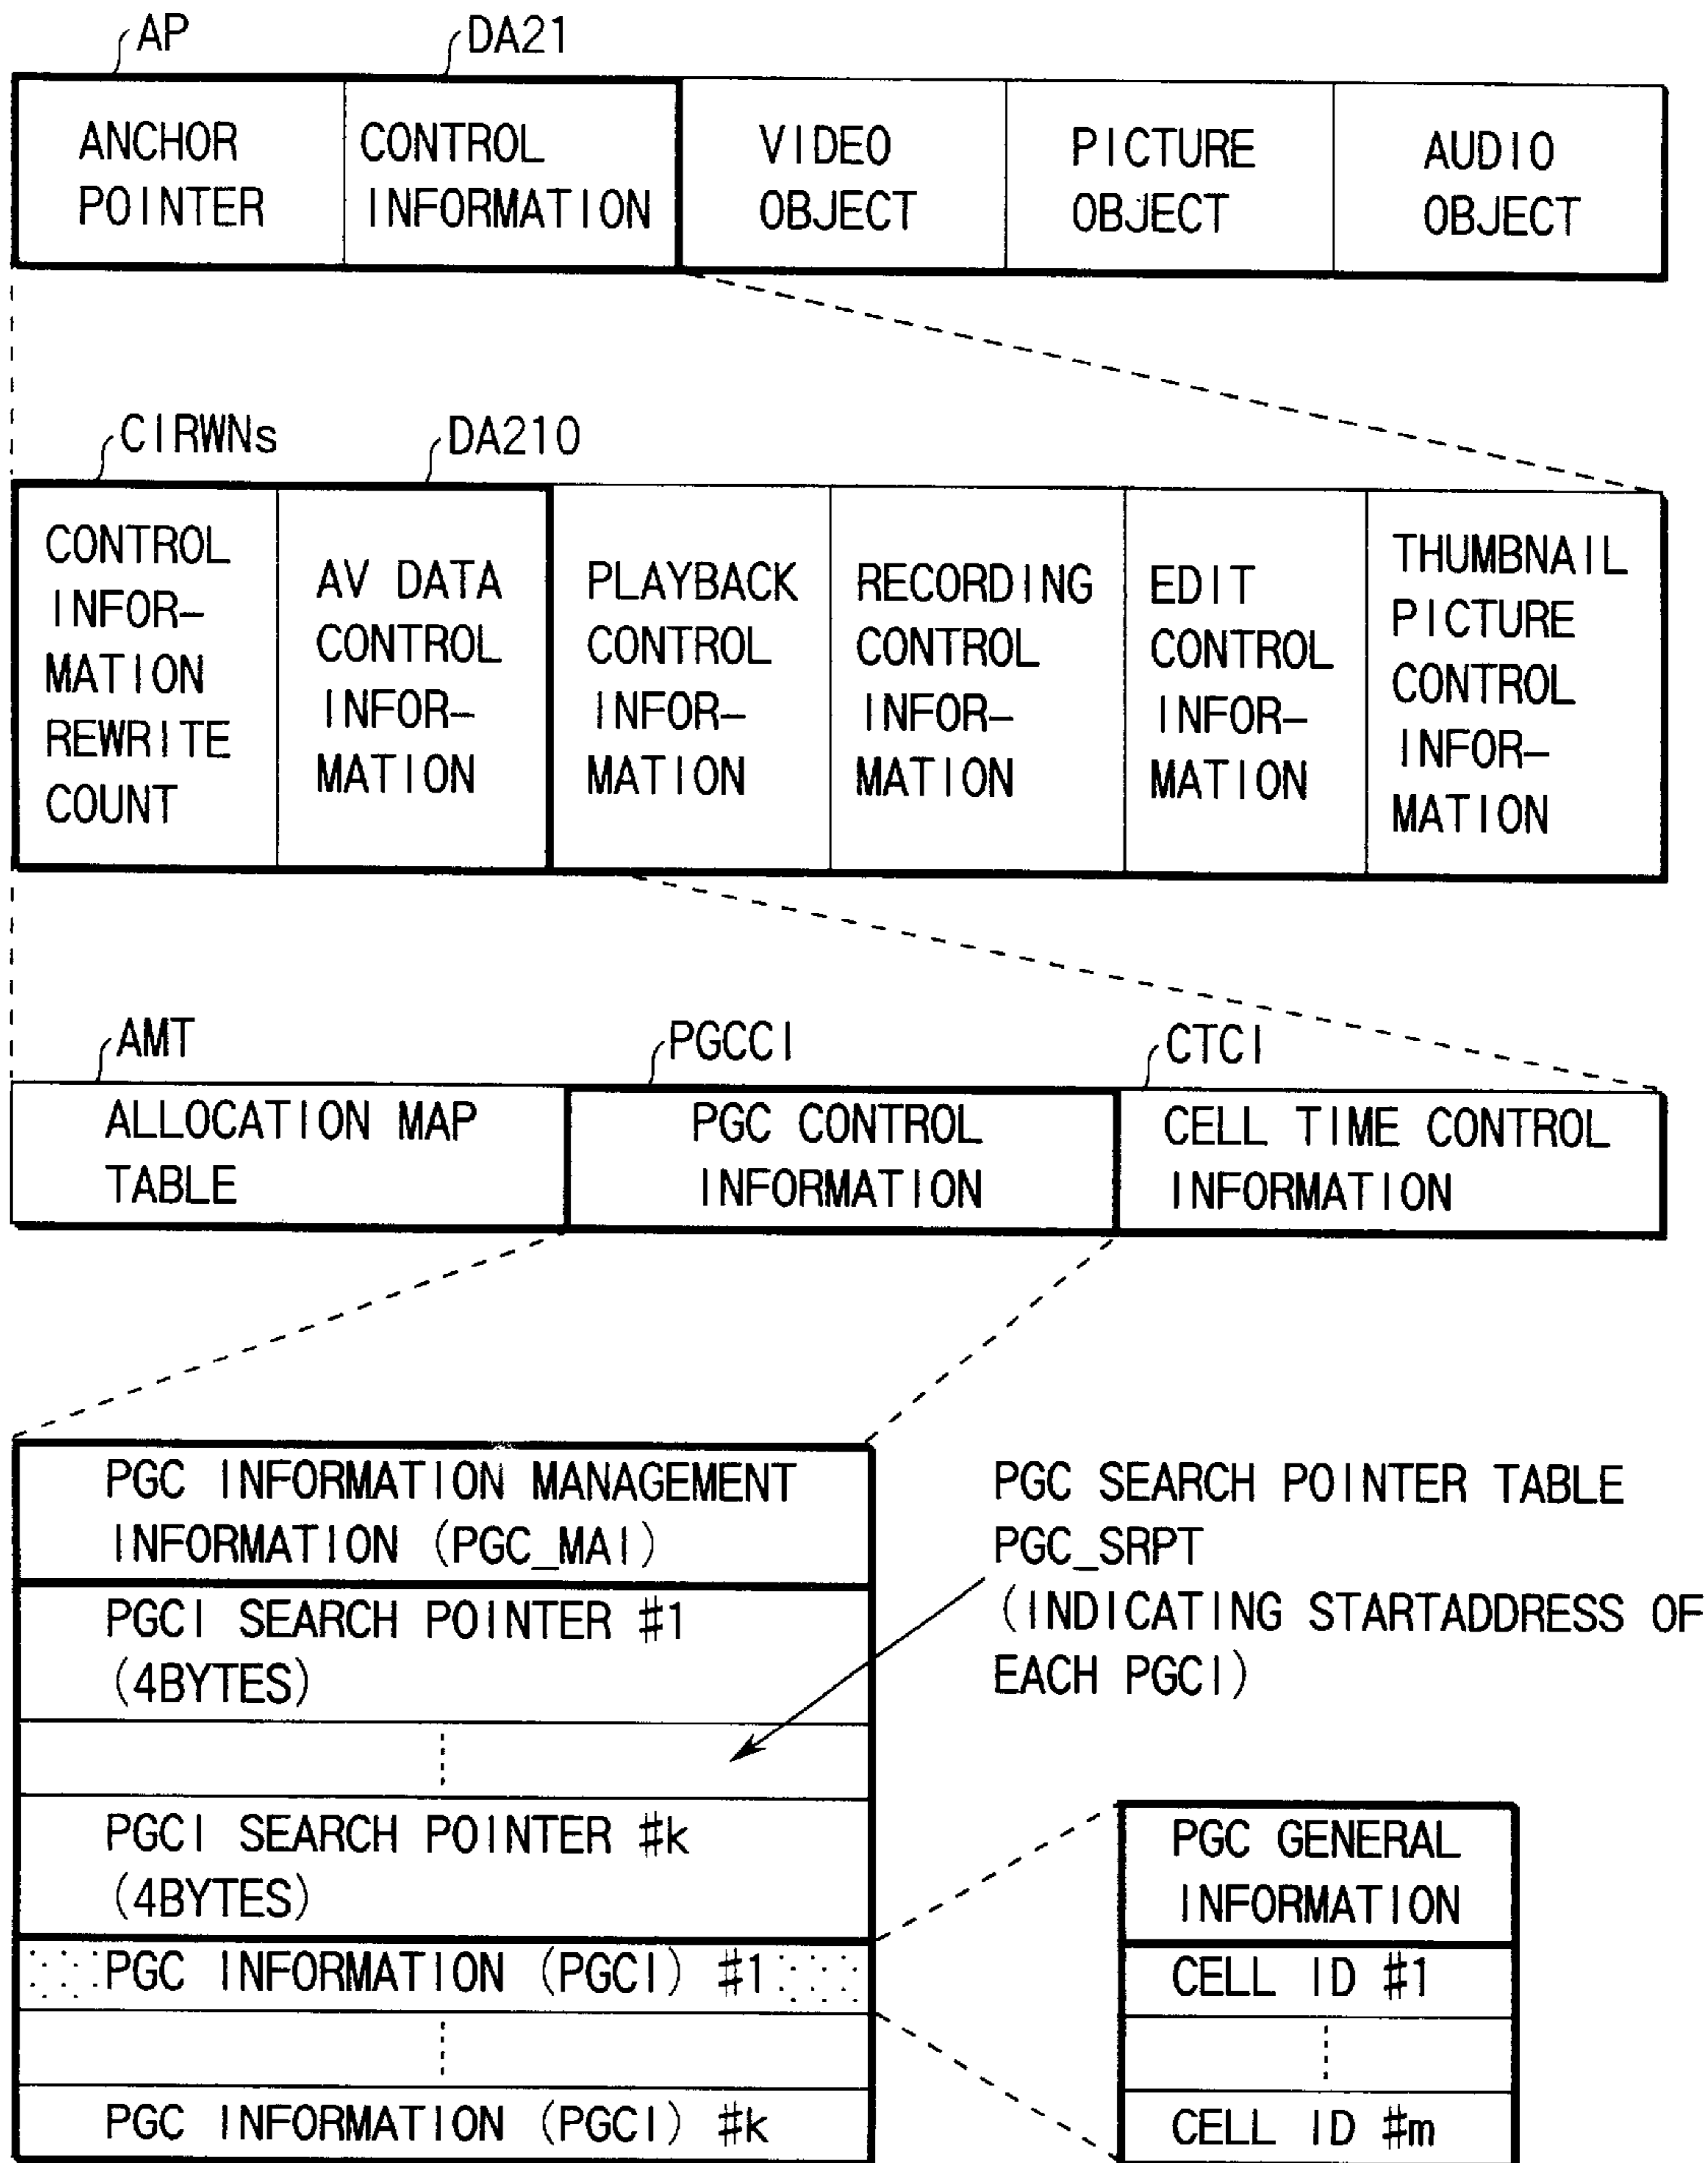 AP
DA21
ANCHOR
POINTER
CONTROL
INFORMATION
VIDEO
OBJECT
PICTURE
OBJECT
AUDIO
OBJECT
CIRWNs
DA210
CONTROL
INFOR-
MATION
REWRITE
COUNT
AV DATA
CONTROL
INFOR-
MATION
PLAYBACK
CONTROL
INFOR-
MATION
RECORDING
CONTROL
INFOR-
MATION
EDIT
CONTROL
INFOR-
MATION
THUMBNAIL
PICTURE
CONTROL
INFOR-
MATION
AMT
PGCCI
CTCI
ALLOCATION MAP
TABLE
PGC CONTROL
INFORMATION
CELL TIME CONTROL
INFORMATION
PGC INFORMATION MANAGEMENT
INFORMATION (PGC_MAI)
PGCI SEARCH POINTER #1
(4BYTES)
PGCI SEARCH POINTER #k
(4BYTES)
PGC INFORMATION (PGCI) #1
PGC INFORMATION (PGCI) #k
PGC SEARCH POINTER TABLE
PGC_SRPT
(INDICATING STARTADDRESS OF
EACH PGCI)
PGC GENERAL
INFORMATION
CELL ID #1
CELL ID #m